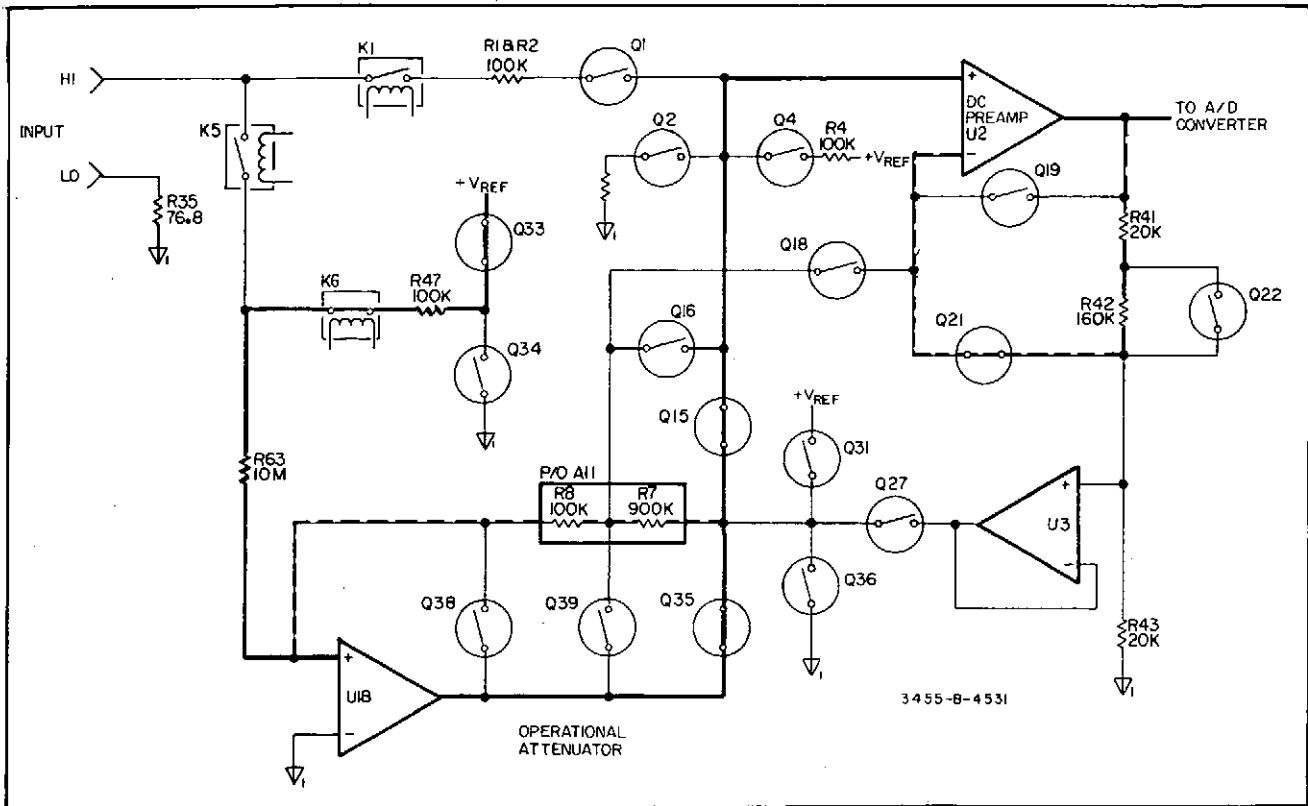 HI
INPUT
LO
R35
76.8
K1
R1&R2
100K
Q1
K5
K6
R47
100K
+VREF
Q33
Q34
R63
10M
Q2
Q4
R4
100K
+VREF
+
DC
PREAMP
U2
−
TO A/D
CONVERTER
Q19
R41
20K
Q18
R42
160K
Q22
Q21
Q16
Q15
P/O A11
R8
100K
R7
900K
+VREF
Q31
Q27
+
U3
−
Q36
Q38
Q39
Q35
R43
20K
+
U18
−
OPERATIONAL
ATTENUATOR
3455-B-4531